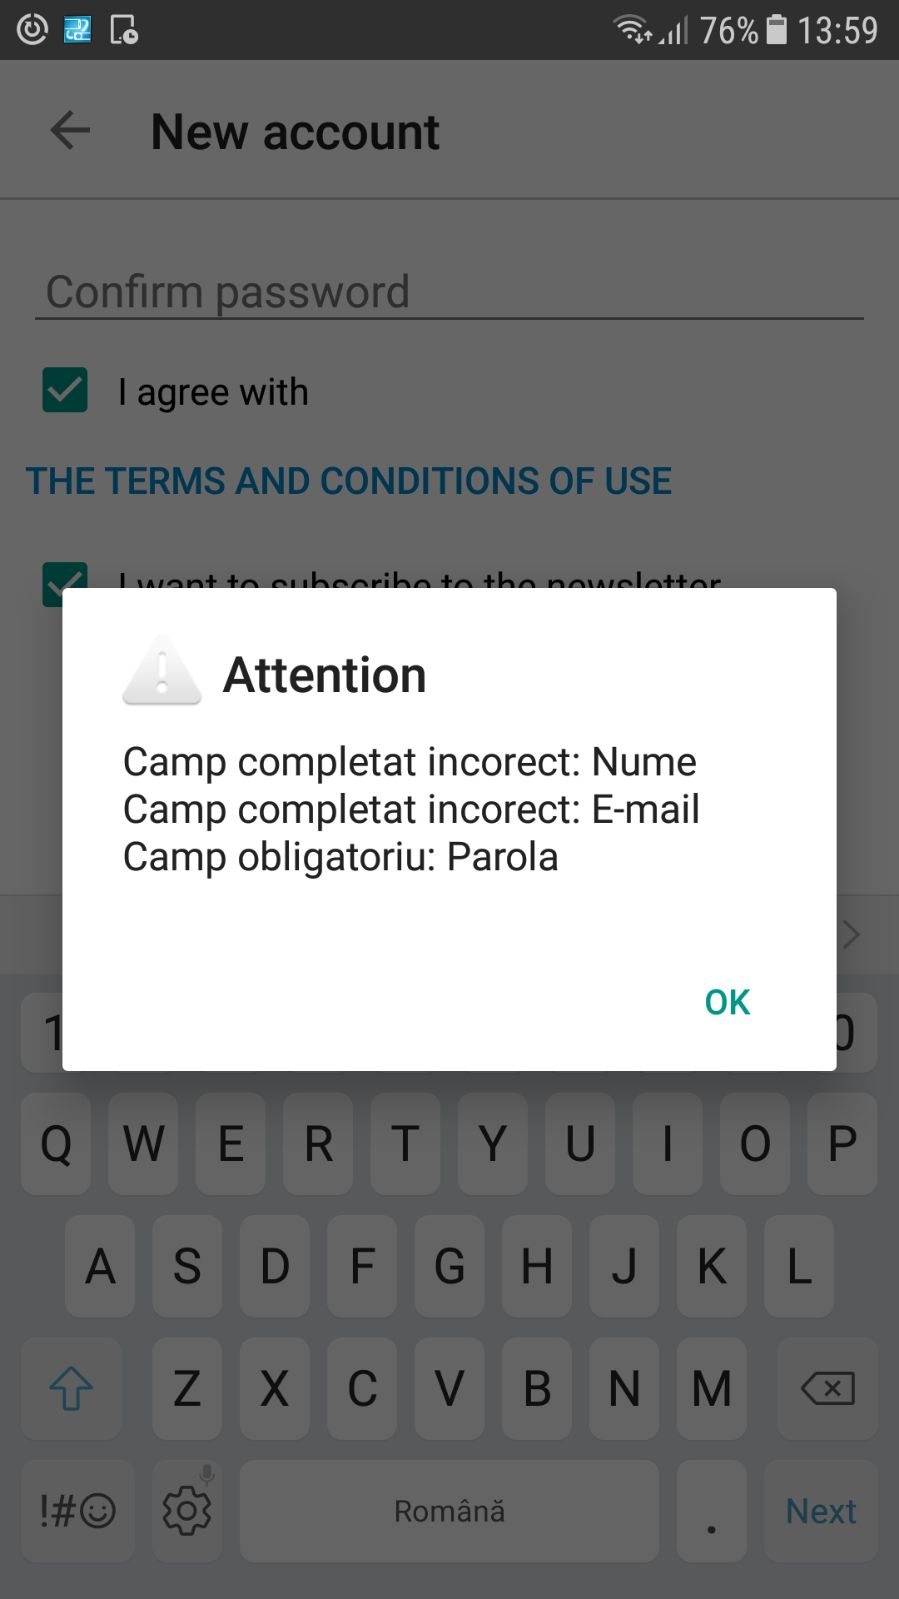 76% 13:59
New account
Confirm password
I agree with
THE TERMS AND CONDITIONS OF USE
I want to subscribe to the newsletter
Attention
Camp completat incorect: Nume
Camp completat incorect: E-mail
Camp obligatoriu: Parola
OK
1 0
Q W E R T Y U I O P
A S D F G H J K L
Z X C V B N M
!#☺ Română . Next